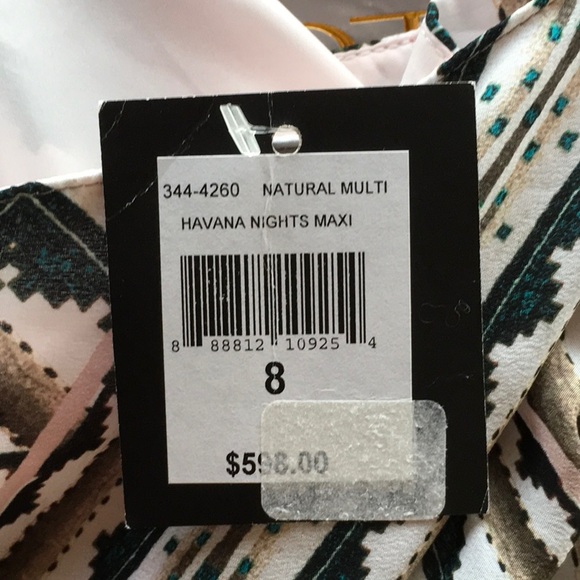 344-4260 NATURAL MULTI
HAVANA NIGHTS MAXI
8 88812 10925 4
8
$598.00